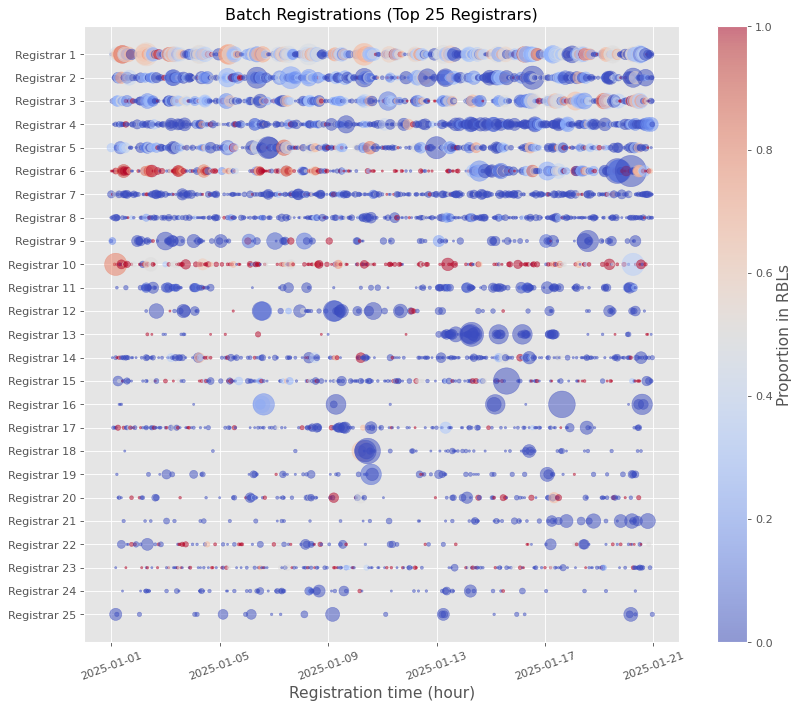 Batch Registrations (Top 25 Registrars)
Registrar 1
Registrar 2
Registrar 3
Registrar 4
Registrar 5
Registrar 6
Registrar 7
Registrar 8
Registrar 9
Registrar 10
Registrar 11
Registrar 12
Registrar 13
Registrar 14
Registrar 15
Registrar 16
Registrar 17
Registrar 18
Registrar 19
Registrar 20
Registrar 21
Registrar 22
Registrar 23
Registrar 24
Registrar 25
2025-01-01
2025-01-05
2025-01-09
2025-01-13
2025-01-17
2025-01-21
Registration time (hour)
1.0
0.8
0.6
0.4
0.2
0.0
Proportion in RBLs